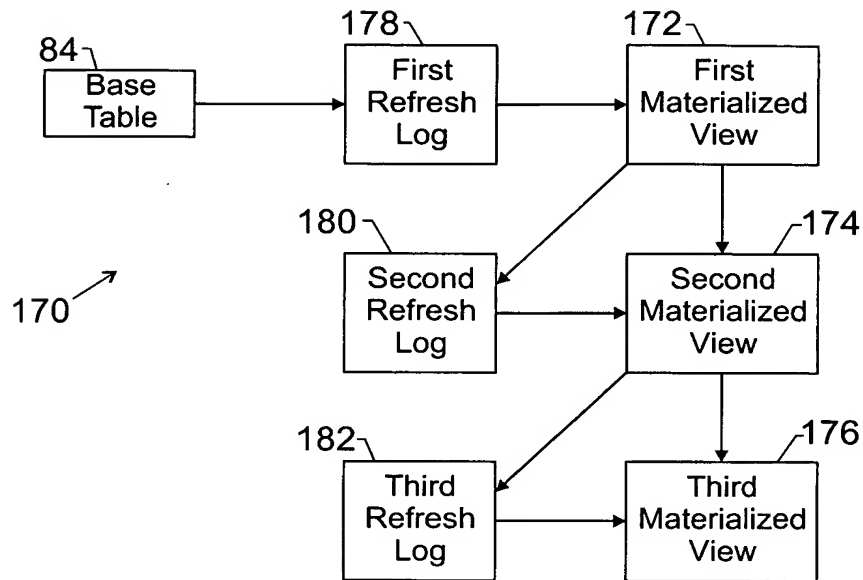 84
Base
Table
178
First
Refresh
Log
172
First
Materialized
View
180
Second
Refresh
Log
174
Second
Materialized
View
170
182
Third
Refresh
Log
176
Third
Materialized
View